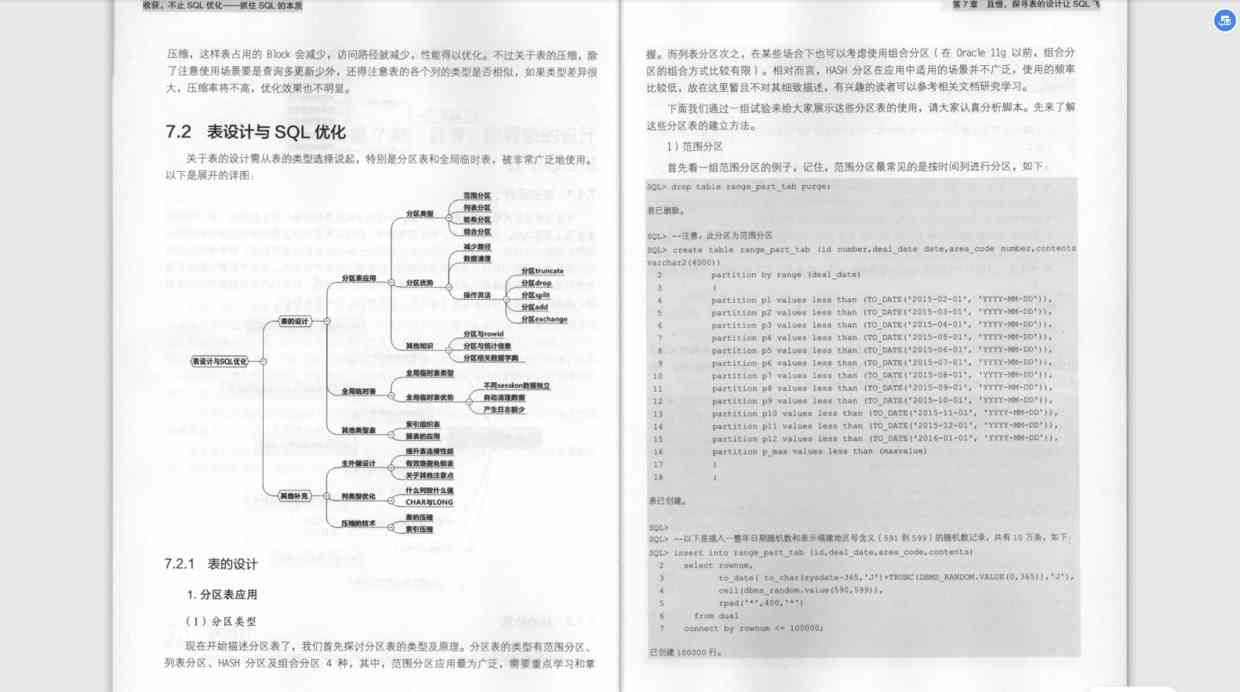 收获，不止 SQL 优化——抓住 SQL 的本质
压缩，这样表占用的 Block 会减少，访问路径就减少，性能得以优化。不过关于表的压缩，除
了注意使用场景要是查询多更新少外，还得注意表的各个列的类型是否相似，如果类型差异很
大，压缩率将不高，优化效果也不明显。
7.2 表设计与 SQL 优化
关于表的设计需从表的类型选择说起，特别是分区表和全局临时表，被非常广泛地使用。
以下是展开的详图：
表设计与SQL优化
表的设计
分区表应用
分区类型
范围分区
列表分区
哈希分区
组合分区
分区优势
减少路径
数据清理
操作灵活
分区truncate
分区drop
分区split
分区add
分区exchange
其他知识
分区与rowid
分区与统计信息
分区相关数据字典
全局临时表
全局临时表类型
全局临时表优势
不同session数据独立
自动清理数据
产生日志极少
其他类型表
索引组织表
簇表的应用
其他补充
主外键设计
提升表连接性能
有效确避免锁表
关于其他注意点
列类型优化
什么列放什么值
CHAR与LONG
压缩的技术
表的压缩
索引压缩
7.2.1 表的设计
1. 分区表应用
（1）分区类型
现在开始描述分区表了，我们首先探讨分区表的类型及原理。分区表的类型有范围分区、
列表分区、HASH 分区及组合分区 4 种，其中，范围分区应用最为广泛，需要重点学习和掌
第 7 章 且慢，探寻表的设计让 SQL 飞
握。而列表分区次之，在某些场合下也可以考虑使用组合分区（在 Oracle 11g 以前，组合分
区的组合方式比较有限）。相对而言，HASH 分区在应用中适用的场景并不广泛，使用的频率
比较低，故在这里暂且不对其细致描述，有兴趣的读者可以参考相关文档研究学习。
下面我们通过一组试验来给大家展示这些分区表的使用，请大家认真分析脚本。先来了解
这些分区表的建立方法。
1）范围分区
首先看一组范围分区的例子，记住，范围分区最常见的是按时间列进行分区，如下：
SQL> drop table range_part_tab purge;
表已删除。
SQL> --注意，此分区为范围分区
SQL> create table range_part_tab (id number,deal_date date,area_code number,contents
varchar2(4000))
2 partition by range (deal_date)
3 (
4 partition p1 values less than (TO_DATE('2015-02-01', 'YYYY-MM-DD')),
5 partition p2 values less than (TO_DATE('2015-03-01', 'YYYY-MM-DD')),
6 partition p3 values less than (TO_DATE('2015-04-01', 'YYYY-MM-DD')),
7 partition p4 values less than (TO_DATE('2015-05-01', 'YYYY-MM-DD')),
8 partition p5 values less than (TO_DATE('2015-06-01', 'YYYY-MM-DD')),
9 partition p6 values less than (TO_DATE('2015-07-01', 'YYYY-MM-DD')),
10 partition p7 values less than (TO_DATE('2015-08-01', 'YYYY-MM-DD')),
11 partition p8 values less than (TO_DATE('2015-09-01', 'YYYY-MM-DD')),
12 partition p9 values less than (TO_DATE('2015-10-01', 'YYYY-MM-DD')),
13 partition p10 values less than (TO_DATE('2015-11-01', 'YYYY-MM-DD')),
14 partition p11 values less than (TO_DATE('2015-12-01', 'YYYY-MM-DD')),
15 partition p12 values less than (TO_DATE('2016-01-01', 'YYYY-MM-DD')),
16 partition p_max values less than (maxvalue)
17 )
18 ;
表已创建。
SQL>
SQL> --以下是插入一整年日期随机数和表示福建地区号含义（591 到 599）的随机数记录，共有 10 万条，如下：
SQL> insert into range_part_tab (id,deal_date,area_code,contents)
2 select rownum,
3 to_date( to_char(sysdate-365,'J')+TRUNC(DBMS_RANDOM.VALUE(0,365)),'J'),
4 ceil(dbms_random.value(590,599)),
5 rpad('*',400,'*')
6 from dual
7 connect by rownum <= 100000;
已创建 100000 行。